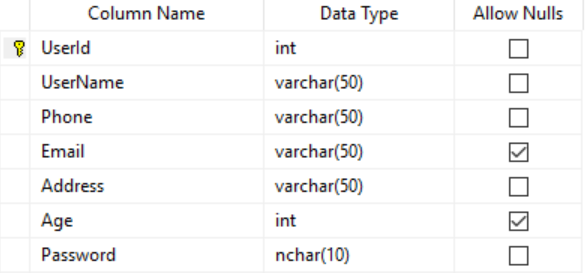 Column Name Data Type Allow Nulls
UserId int
UserName varchar(50)
Phone varchar(50)
Email varchar(50)
Address varchar(50)
Age int
Password nchar(10)